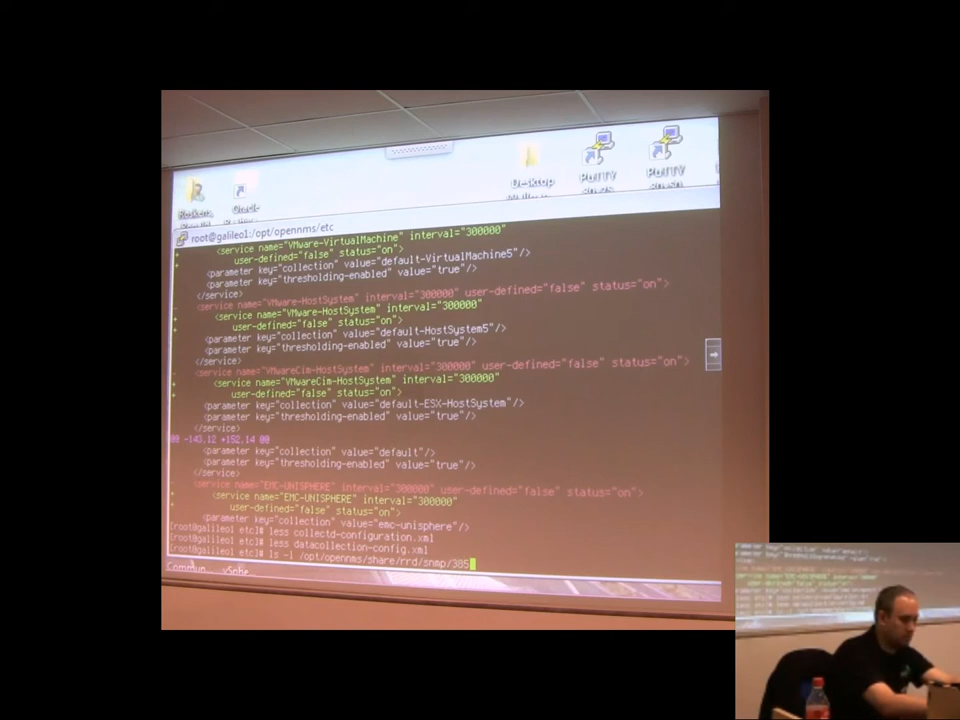 Desktop
PuTTY
PuTTY
root@galileo1:/opt/opennms/etc
+ <service name="VMware-VirtualMachine" interval="300000"
+ user-defined="false" status="on">
<parameter key="collection" value="default-VirtualMachine5"/>
<parameter key="thresholding-enabled" value="true"/>
</service>
- <service name="VMware-HostSystem" interval="300000" user-defined="false" status="on">
+ <service name="VMware-HostSystem" interval="300000"
+ user-defined="false" status="on">
<parameter key="collection" value="default-HostSystem5"/>
<parameter key="thresholding-enabled" value="true"/>
</service>
- <service name="VMwareCim-HostSystem" interval="300000" user-defined="false" status="on">
+ <service name="VMwareCim-HostSystem" interval="300000"
+ user-defined="false" status="on">
<parameter key="collection" value="default-ESX-HostSystem"/>
<parameter key="thresholding-enabled" value="true"/>
</service>
@@ -143,12 +152,14 @@
<parameter key="collection" value="default"/>
<parameter key="thresholding-enabled" value="true"/>
</service>
- <service name="EMC-UNISPHERE" interval="300000" user-defined="false" status="on">
+ <service name="EMC-UNISPHERE" interval="300000"
+ user-defined="false" status="on">
<parameter key="collection" value="emc-unisphere"/>
[root@galileo1 etc]# less collectd-configuration.xml
[root@galileo1 etc]# less datacollection-config.xml
[root@galileo1 etc]# ls -l /opt/opennms/share/rrd/snmp/385
Commun... vSphe...